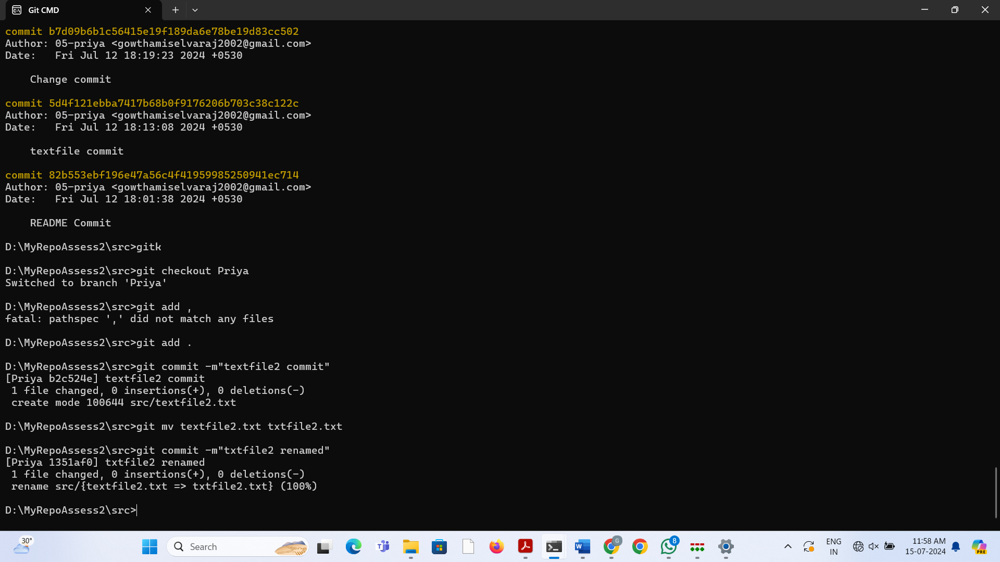 Git CMD
commit b7d09b6b1c56415e19f189da6e78be19d83cc502
Author: 05-priya <gowthamiselvaraj2002@gmail.com>
Date:   Fri Jul 12 18:19:23 2024 +0530
Change commit
commit 5d4f121ebba7417b68b0f9176206b703c38c122c
Author: 05-priya <gowthamiselvaraj2002@gmail.com>
Date:   Fri Jul 12 18:13:08 2024 +0530
textfile commit
commit 82b553ebf196e47a56c4f41959985250941ec714
Author: 05-priya <gowthamiselvaraj2002@gmail.com>
Date:   Fri Jul 12 18:01:38 2024 +0530
README Commit
D:\MyRepoAssess2\src>gitk
D:\MyRepoAssess2\src>git checkout Priya
Switched to branch 'Priya'
D:\MyRepoAssess2\src>git add ,
fatal: pathspec ',' did not match any files
D:\MyRepoAssess2\src>git add .
D:\MyRepoAssess2\src>git commit -m"textfile2 commit"
[Priya b2c524e] textfile2 commit
 1 file changed, 0 insertions(+), 0 deletions(-)
 create mode 100644 src/textfile2.txt
D:\MyRepoAssess2\src>git mv textfile2.txt txtfile2.txt
D:\MyRepoAssess2\src>git commit -m"txtfile2 renamed"
[Priya 1351af0] txtfile2 renamed
 1 file changed, 0 insertions(+), 0 deletions(-)
 rename src/{textfile2.txt => txtfile2.txt} (100%)
D:\MyRepoAssess2\src>
30°
Search
G
8
ENG
IN
11:58 AM
15-07-2024
PRE